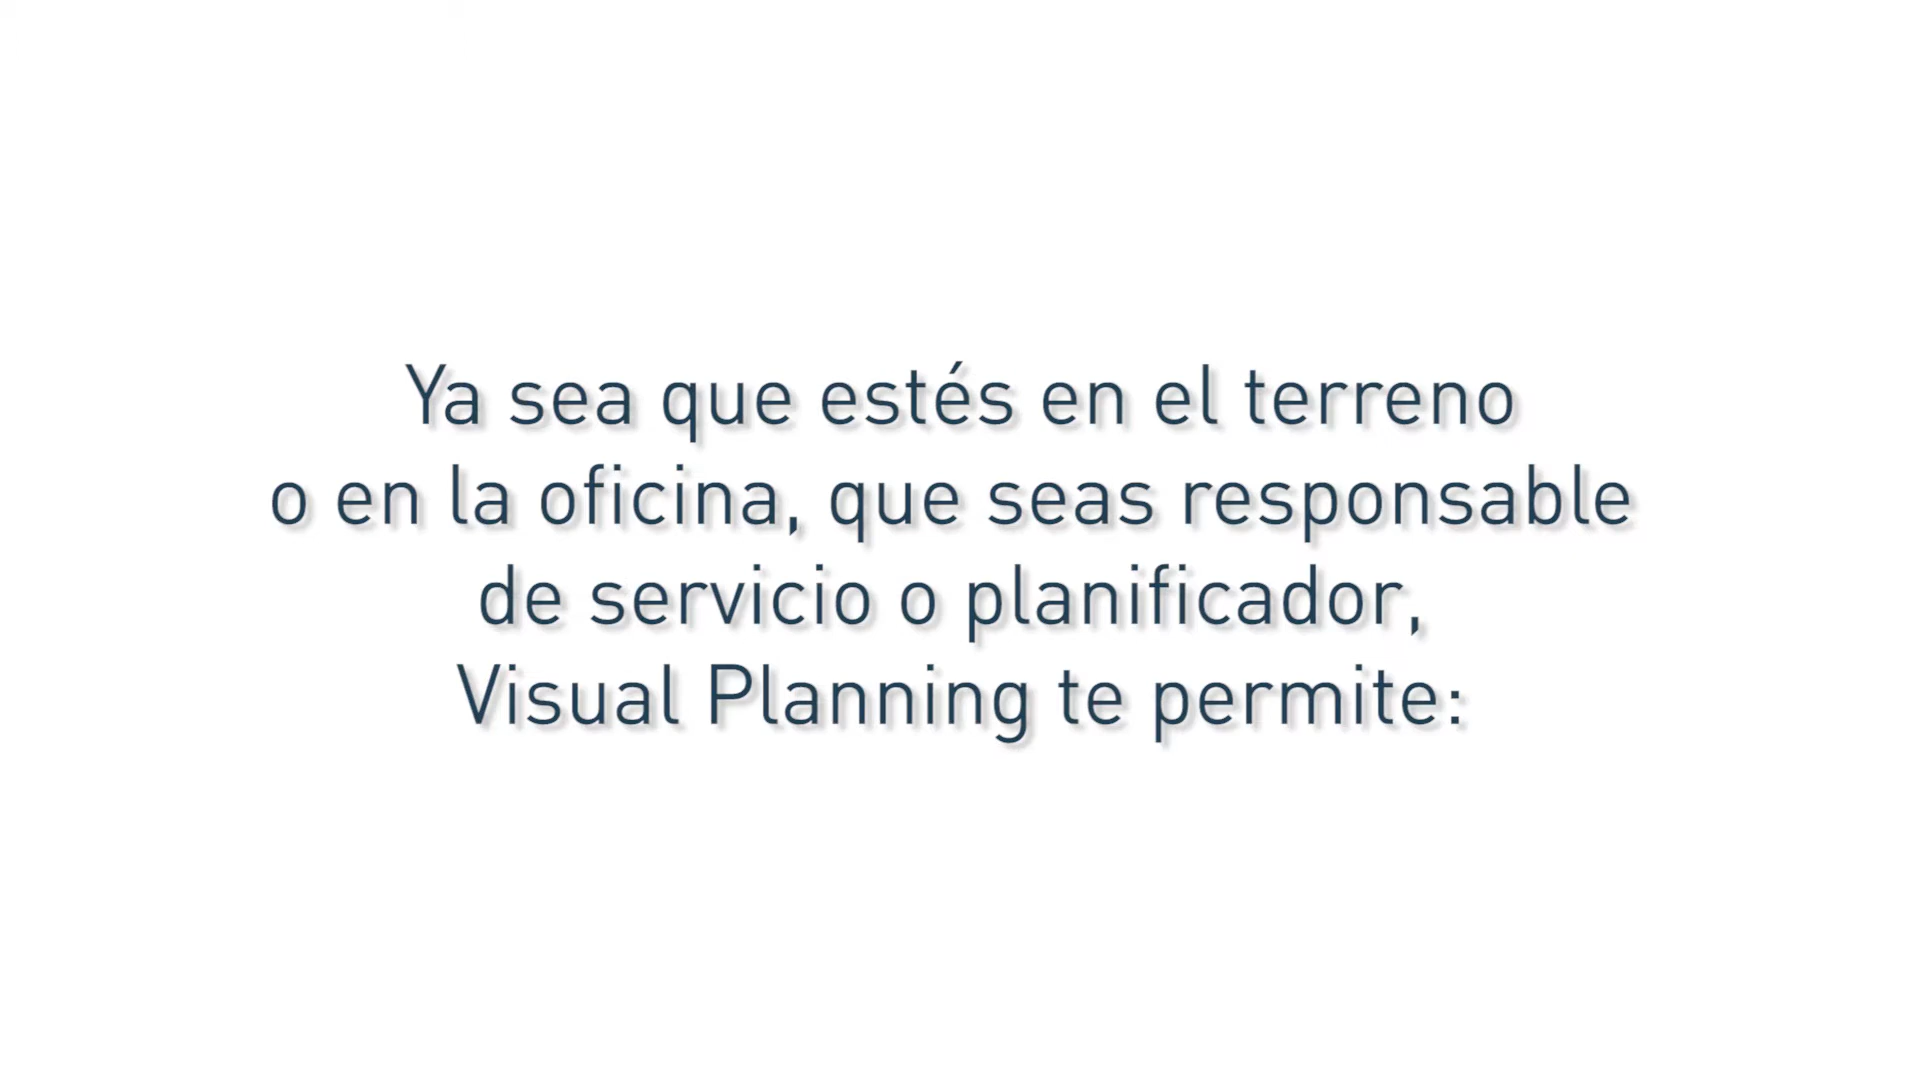 Ya sea que estés en el terreno
o en la oficina, que seas responsable
de servicio o planificador,
Visual Planning te permite: